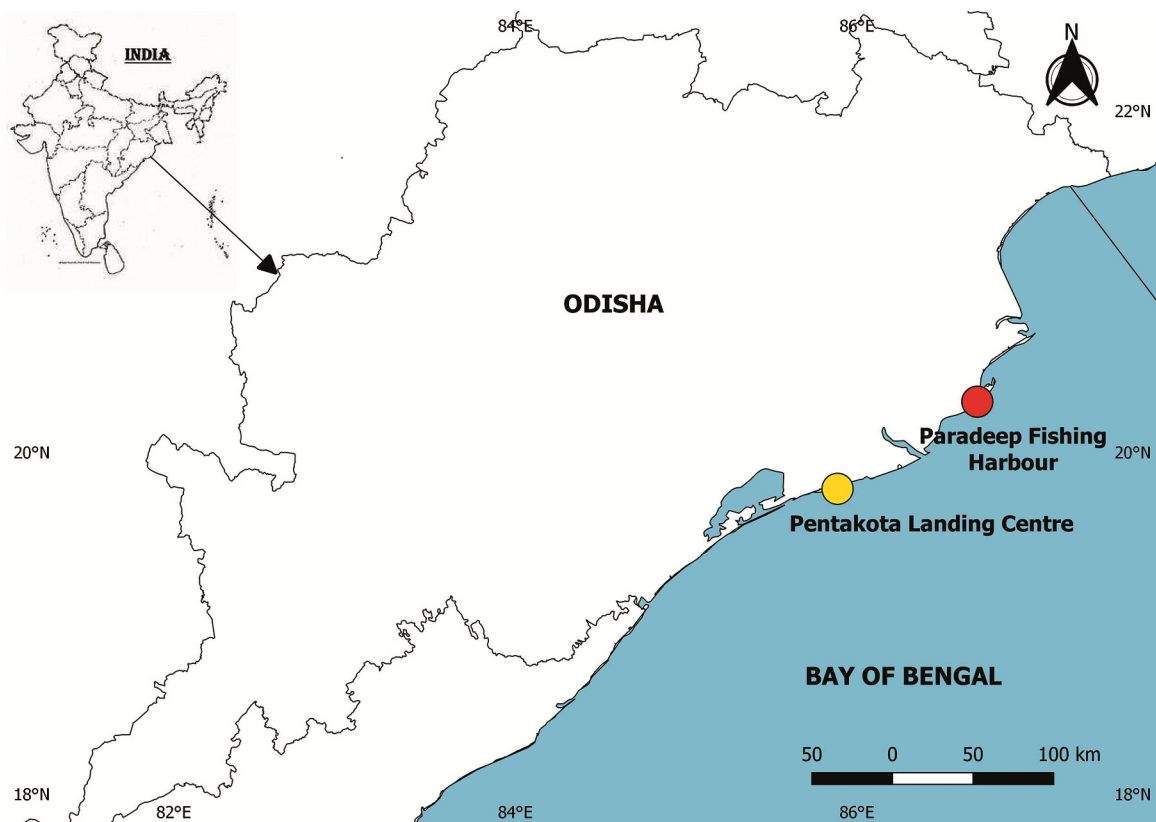 INDIA
84°E
86°E
N
22°N
ODISHA
20°N
Paradeep Fishing
Harbour
20°N
Pentakota Landing Centre
BAY OF BENGAL
50
0
50
100 km
18°N
82°E
84°E
86°E
18°N